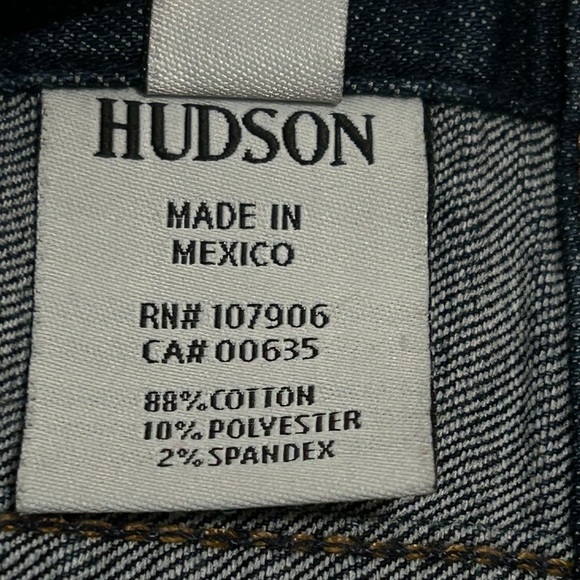 HUDSON
MADE IN
MEXICO
RN# 107906
CA# 00635
88% COTTON
10% POLYESTER
2% SPANDEX